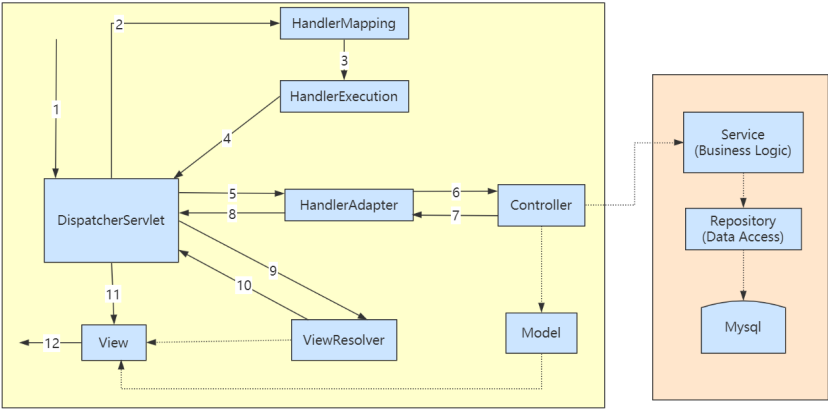 2
HandlerMapping
3
HandlerExecution
1
4
Service
(Business Logic)
DispatcherServlet
5
8
HandlerAdapter
6
7
Controller
Repository
(Data Access)
9
10
11
12
View
ViewResolver
Model
Mysql